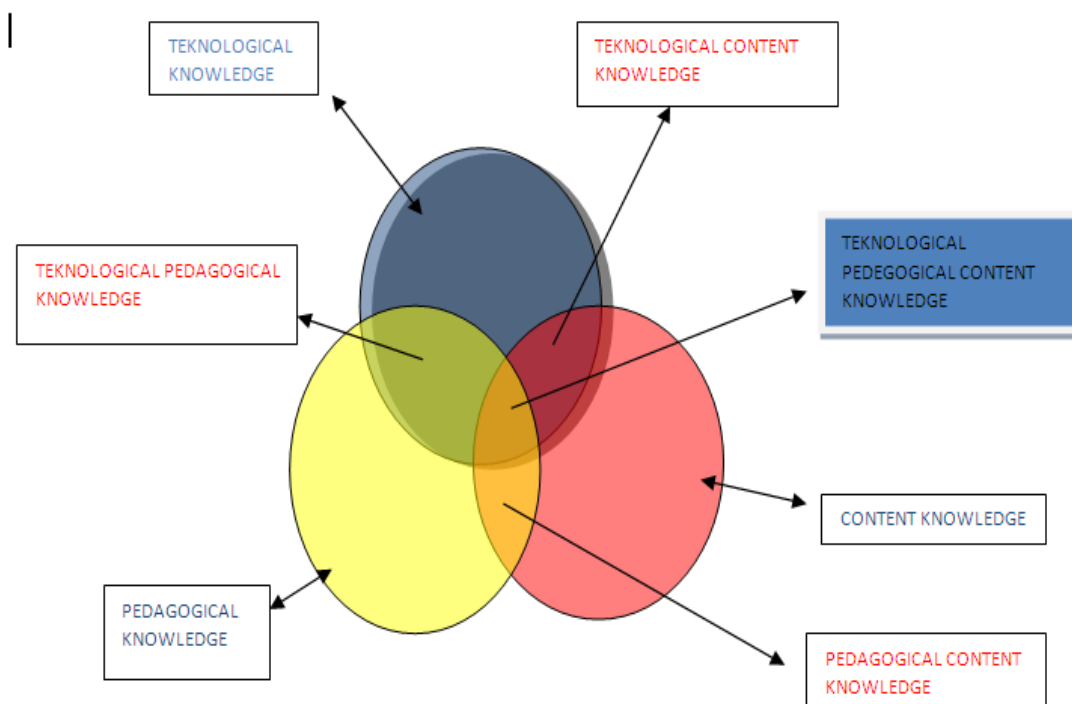 TEKNOLOGICAL
KNOWLEDGE
TEKNOLOGICAL CONTENT
KNOWLEDGE
TEKNOLOGICAL PEDAGOGICAL
KNOWLEDGE
TEKNOLOGICAL
PEDEGOGICAL CONTENT
KNOWLEDGE
CONTENT KNOWLEDGE
PEDAGOGICAL
KNOWLEDGE
PEDAGOGICAL CONTENT
KNOWLEDGE